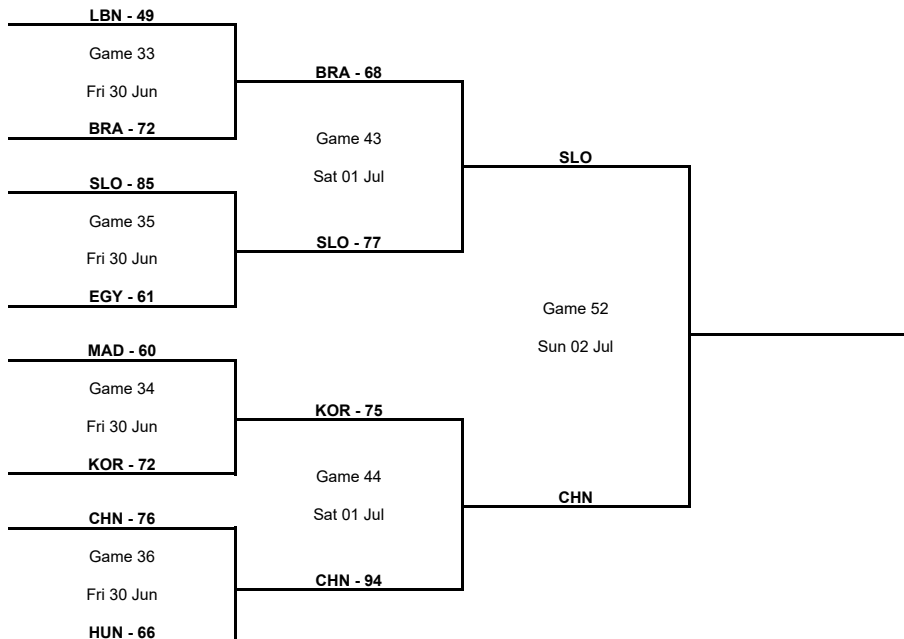 LBN - 49
Game 33
Fri 30 Jun
BRA - 72
SLO - 85
Game 35
Fri 30 Jun
EGY - 61
MAD - 60
Game 34
Fri 30 Jun
KOR - 72
CHN - 76
Game 36
Fri 30 Jun
HUN - 66
BRA - 68
Game 43
Sat 01 Jul
SLO - 77
KOR - 75
Game 44
Sat 01 Jul
CHN - 94
SLO
Game 52
Sun 02 Jul
CHN